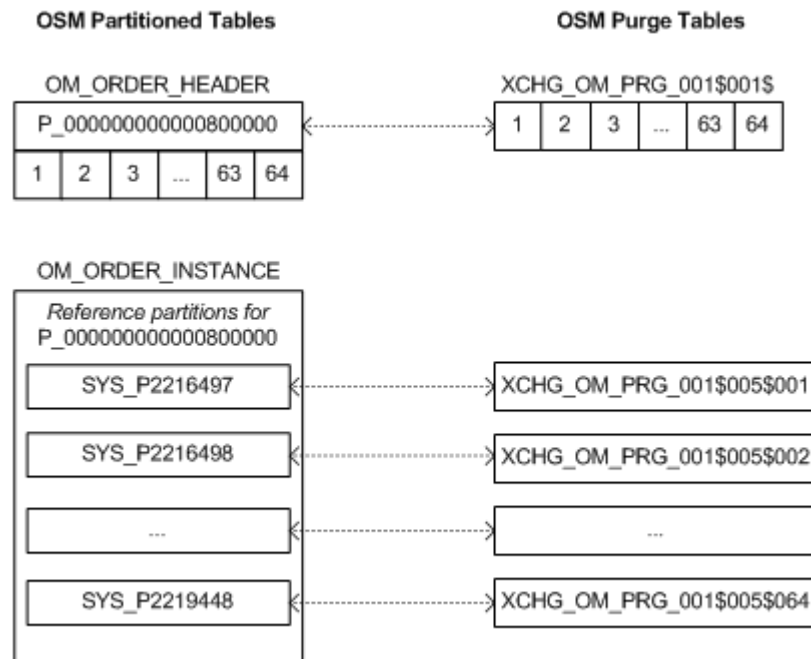 OSM Partitioned Tables
OSM Purge Tables
OM_ORDER_HEADER
XCHG_OM_PRG_001$001$
P_000000000000800000
1 2 3 ... 63 64
1 2 3 ... 63 64
OM_ORDER_INSTANCE
Reference partitions for
P_000000000000800000
SYS_P2216497
XCHG_OM_PRG_001$005$001
SYS_P2216498
XCHG_OM_PRG_001$005$002
...
...
SYS_P2219448
XCHG_OM_PRG_001$005$064